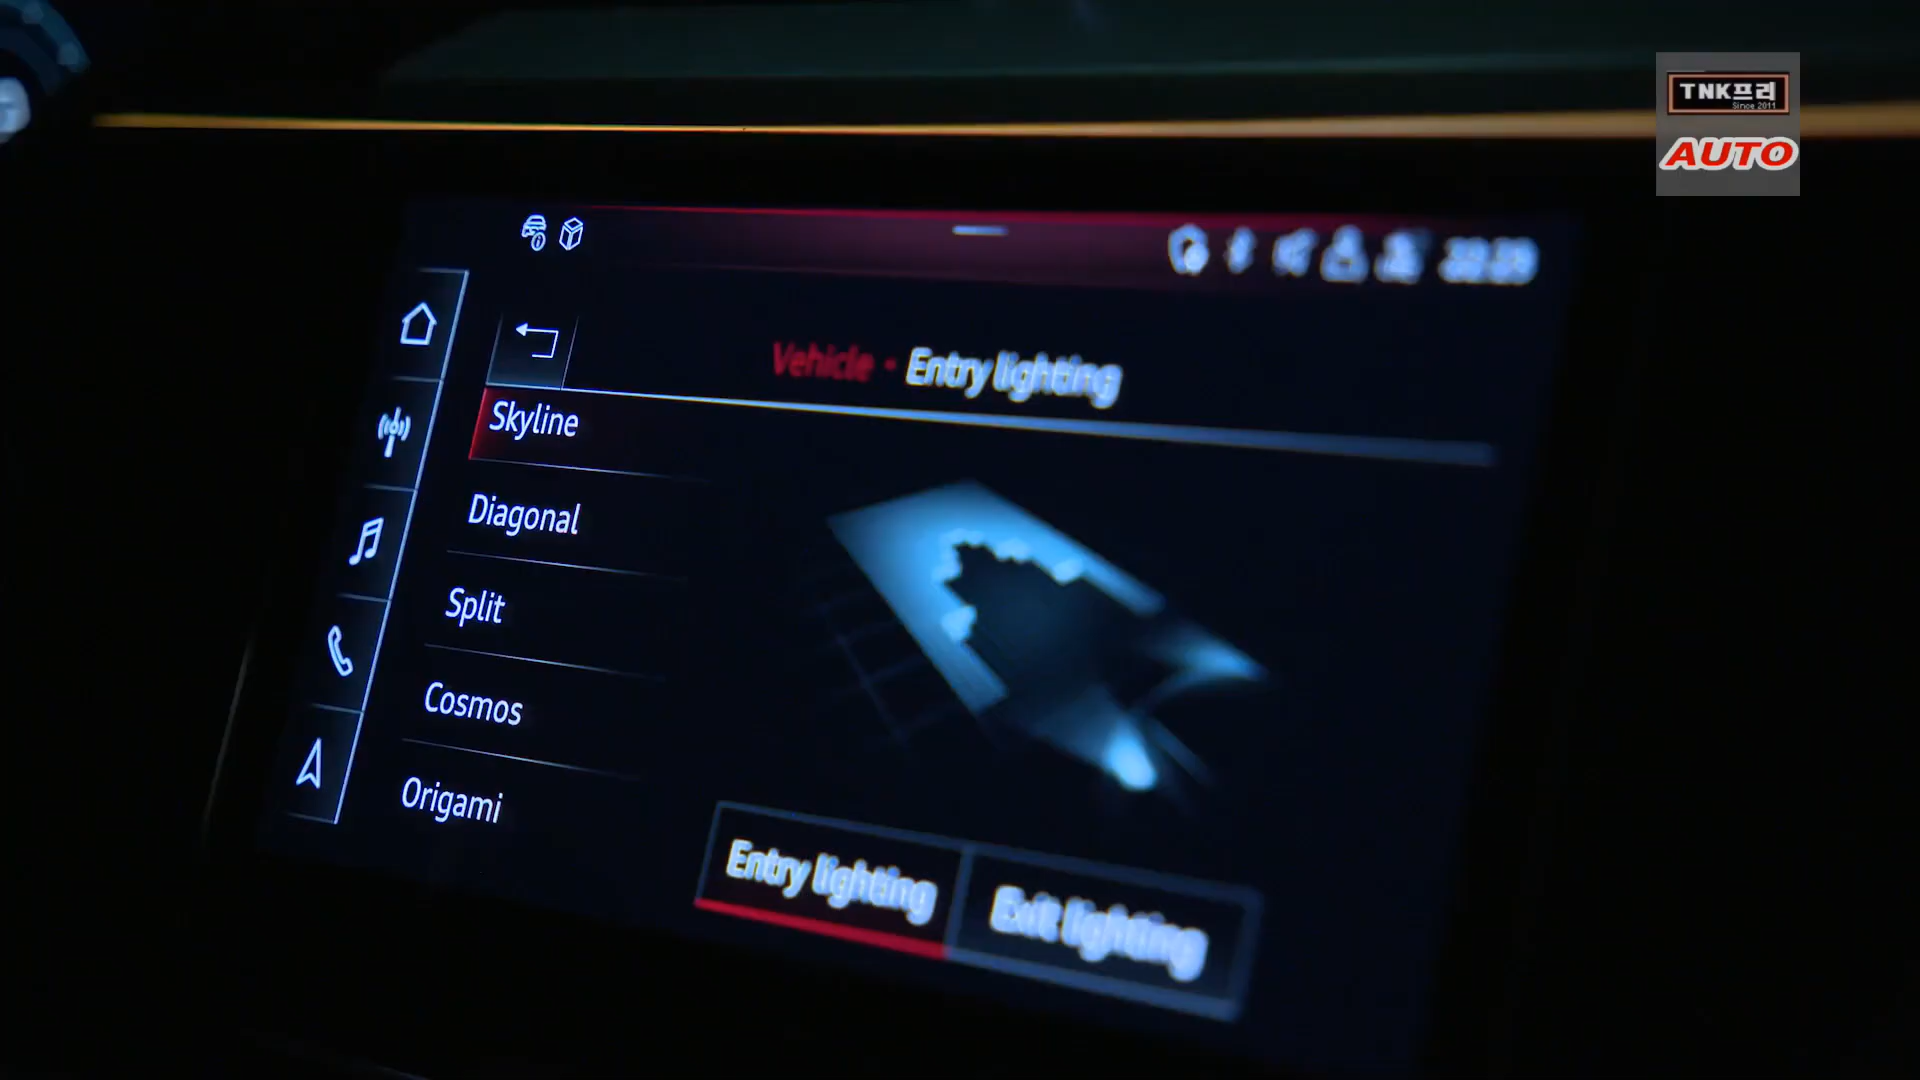 TNK프리
Since 2011
AUTO
Vehicle • Entry lighting
Skyline
Diagonal
Split
Cosmos
Origami
Entry lighting
Exit lighting